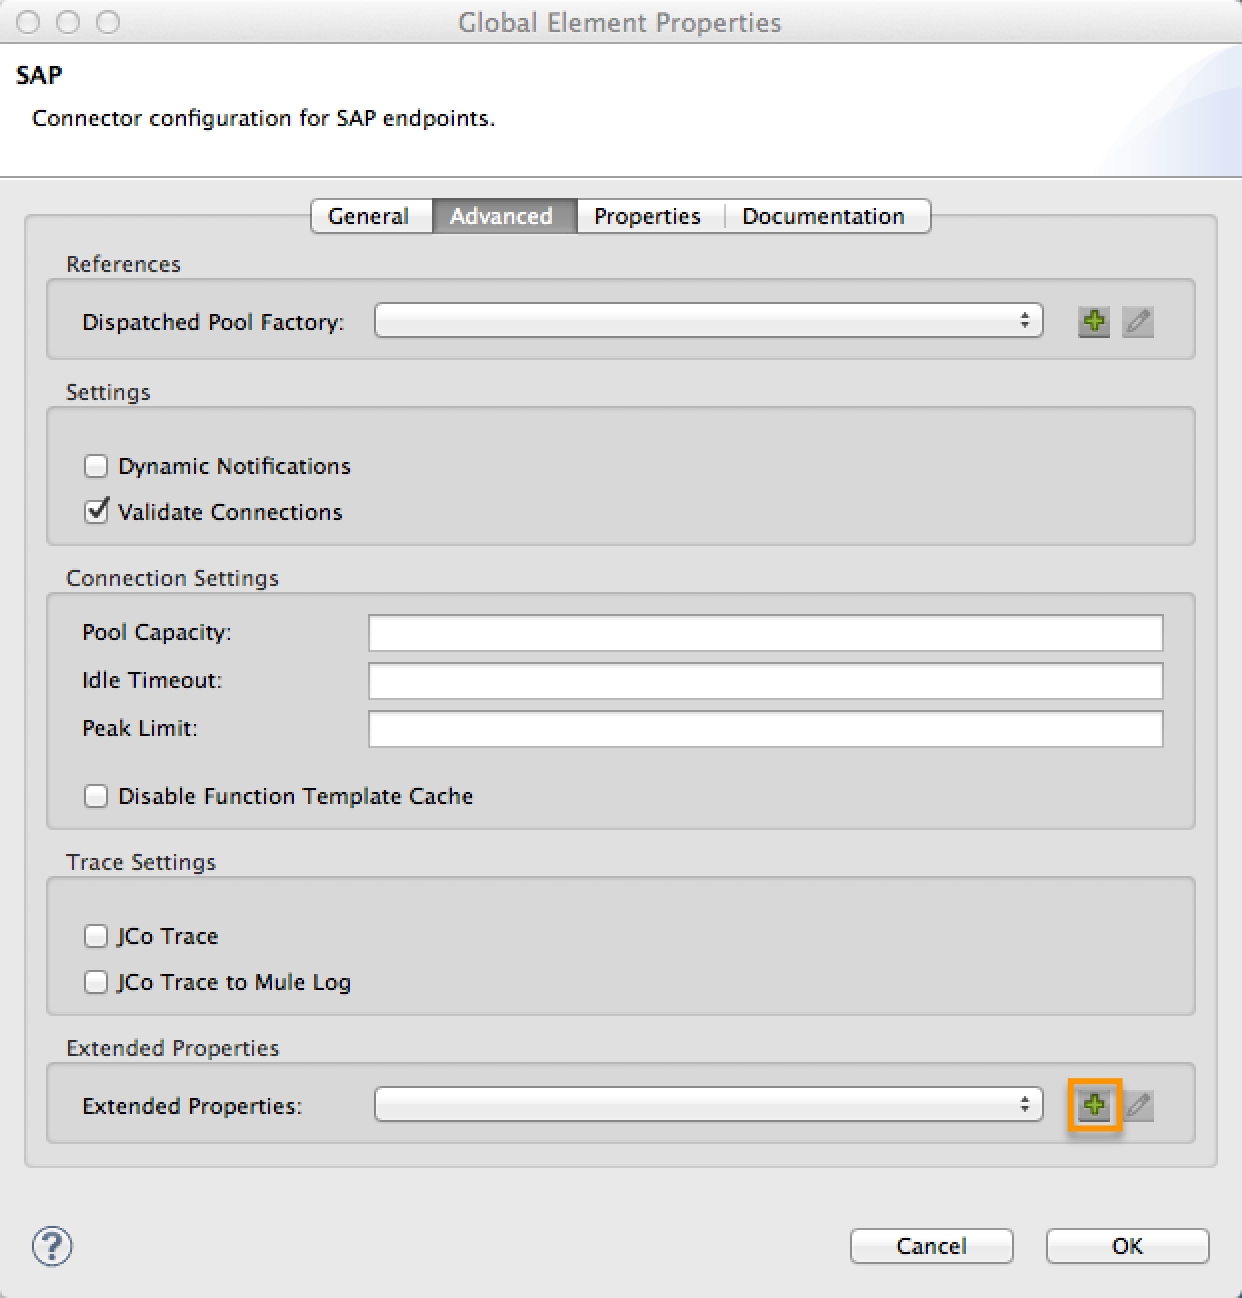 Global Element Properties
SAP
Connector configuration for SAP endpoints.
General Advanced Properties Documentation
References
Dispatched Pool Factory:
Settings
Dynamic Notifications
Validate Connections
Connection Settings
Pool Capacity:
Idle Timeout:
Peak Limit:
Disable Function Template Cache
Trace Settings
JCo Trace
JCo Trace to Mule Log
Extended Properties
Extended Properties:
? Cancel OK